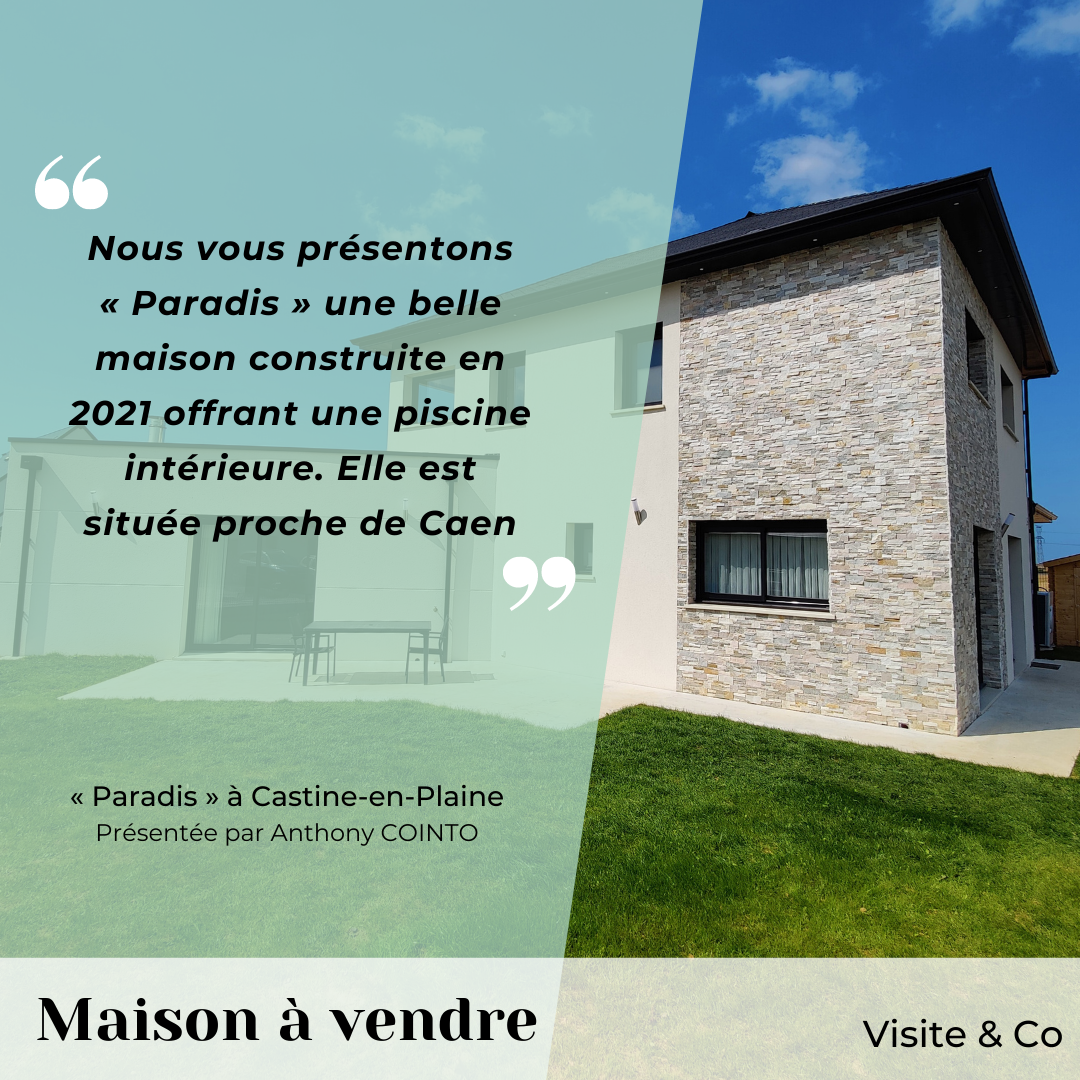 “
Nous vous présentons
« Paradis » une belle
maison construite en
2021 offrant une piscine
intérieure. Elle est
située proche de Caen
”
« Paradis » à Castine-en-Plaine
Présentée par Anthony COINTO
Maison à vendre
Visite & Co